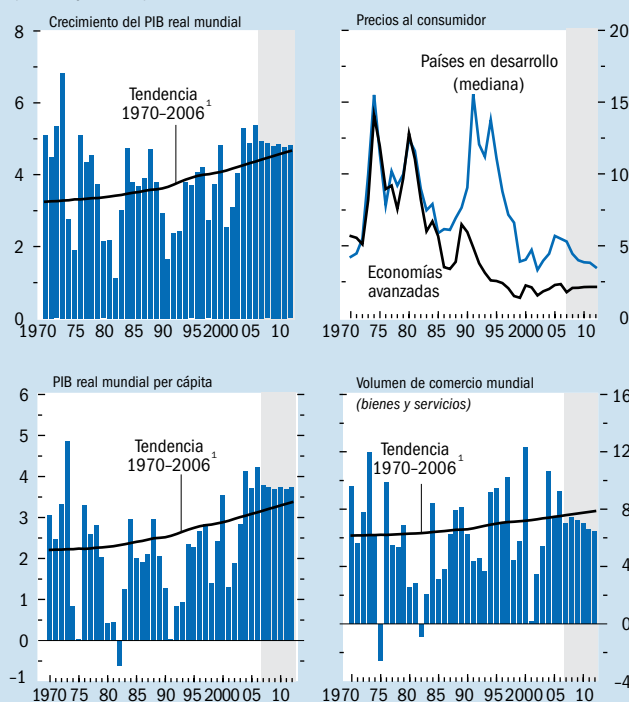 Crecimiento del PIB real mundial
8
6
4
2
0
Tendencia
1970–2006¹
1970 75 80 85 90 95 2000 05 10
Precios al consumidor
20
15
10
5
0
Países en desarrollo
(mediana)
Economías
avanzadas
1970 75 80 85 90 95 2000 05 10
PIB real mundial per cápita
6
5
4
3
2
1
0
–1
Tendencia
1970–2006¹
1970 75 80 85 90 95 2000 05 10
Volumen de comercio mundial
(bienes y servicios)
16
12
8
4
0
–4
Tendencia
1970–2006¹
1970 75 80 85 90 95 2000 05 10